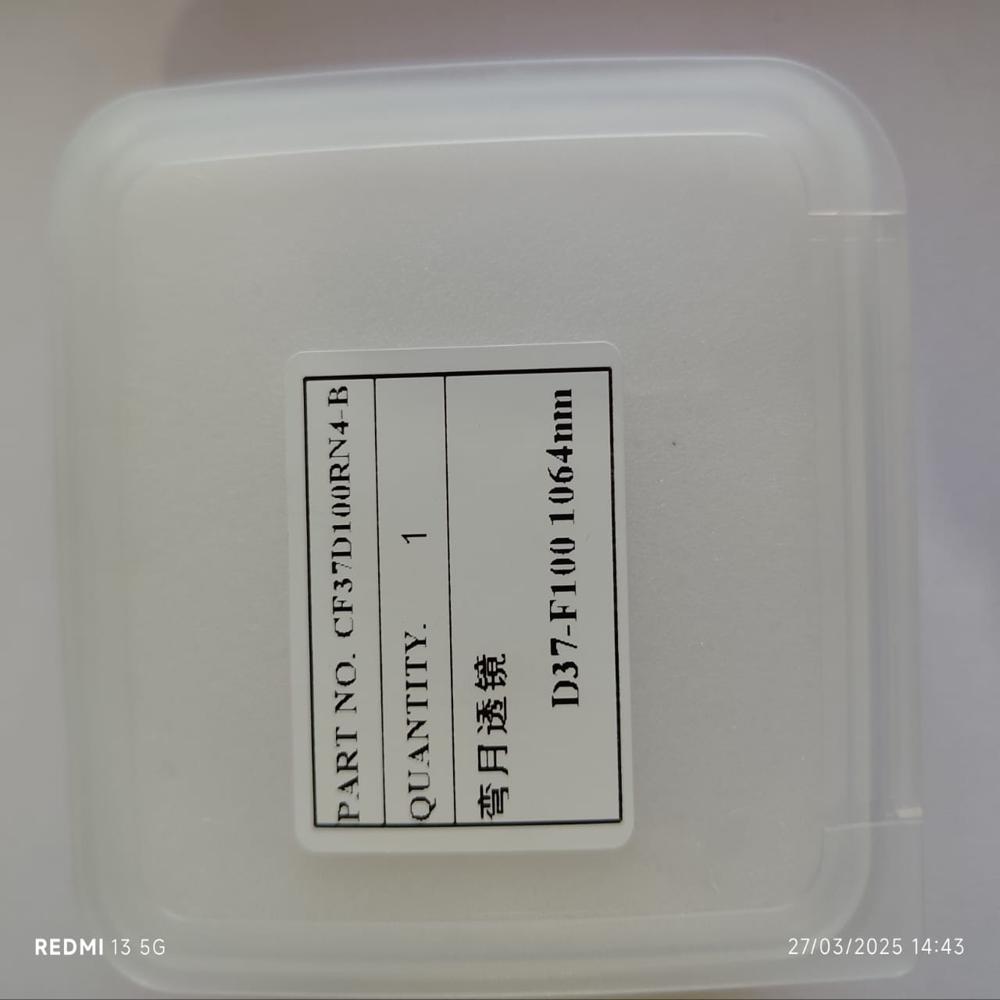 PART NO. CF37D100RN4-B
QUANTITY. 1
弯月透镜
D37-F100 1064nm
REDMI 13 5G
27/03/2025 14:43